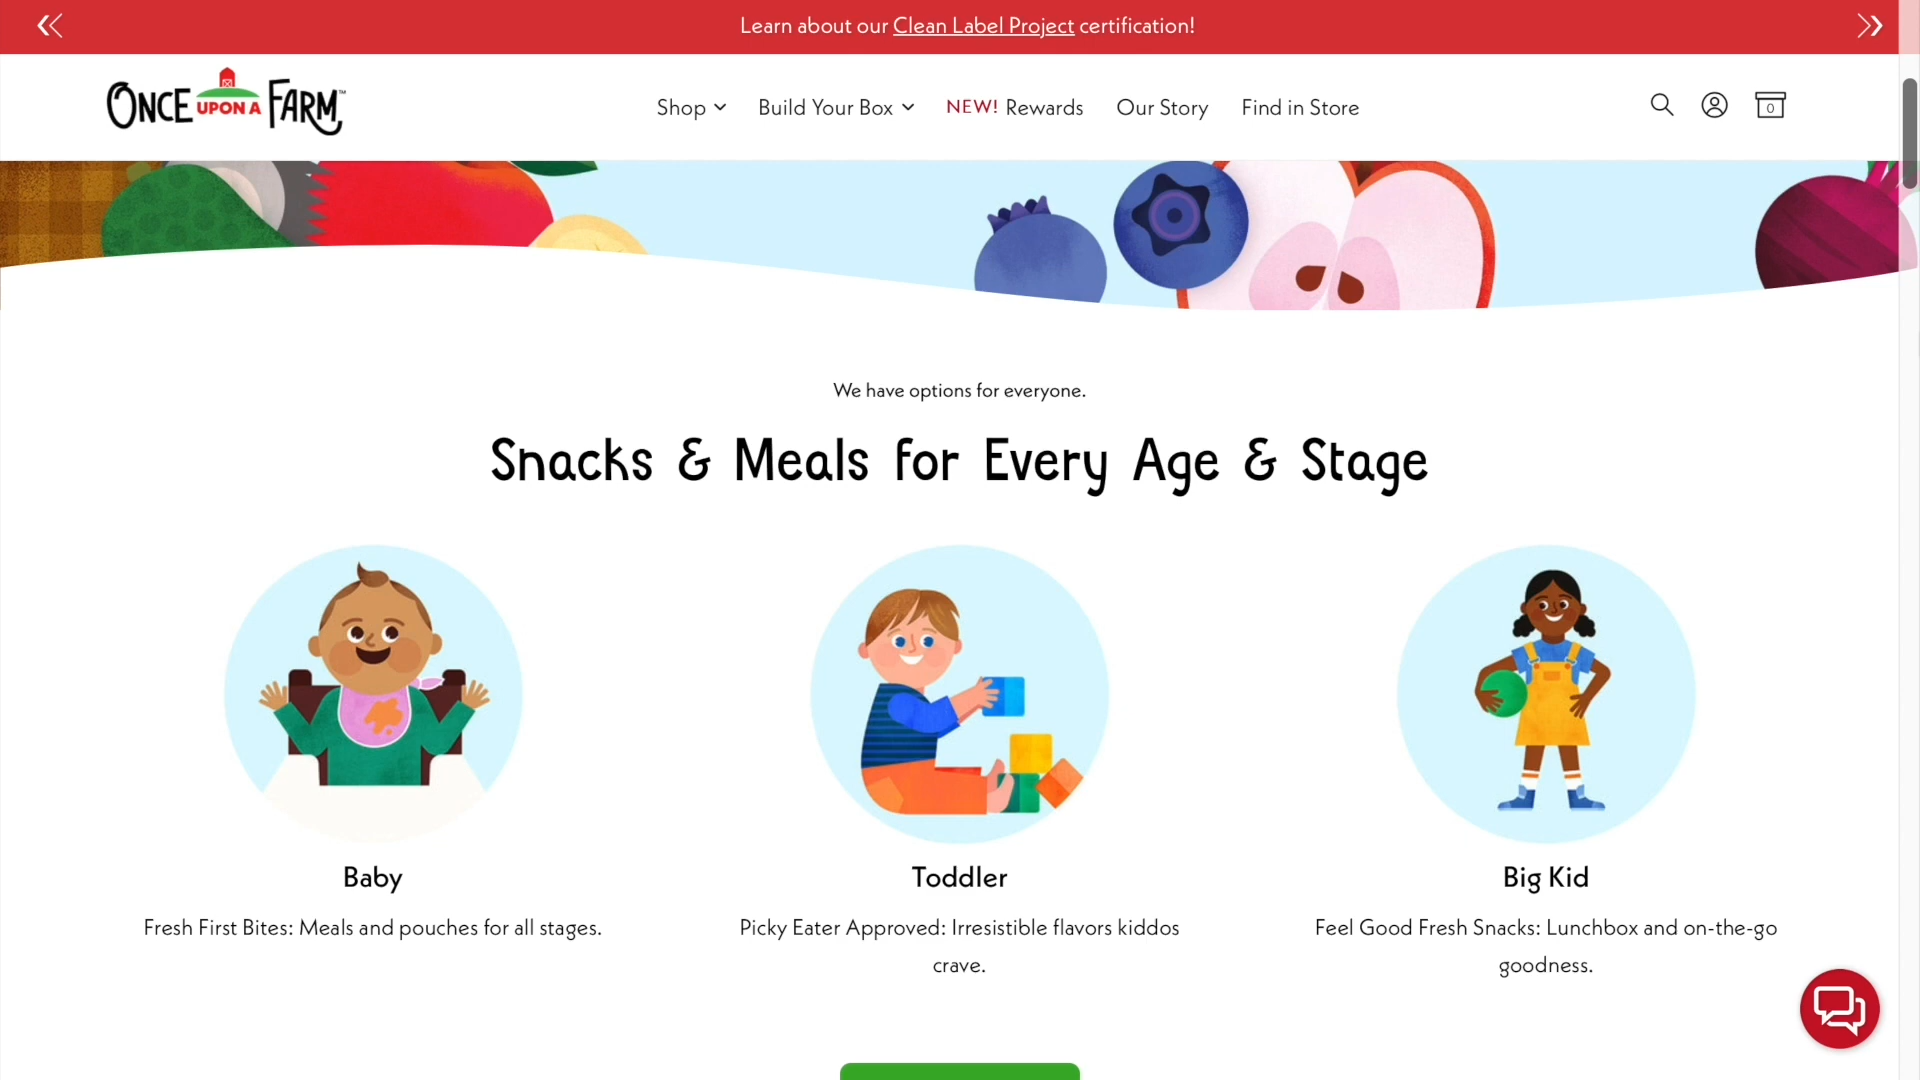 Learn about our Clean Label Project certification!
ONCE UPON A FARM™
Shop
Build Your Box
NEW! Rewards
Our Story
Find in Store
0
We have options for everyone.
Snacks & Meals for Every Age & Stage
Baby
Fresh First Bites: Meals and pouches for all stages.
Toddler
Picky Eater Approved: Irresistible flavors kiddos
crave.
Big Kid
Feel Good Fresh Snacks: Lunchbox and on-the-go
goodness.